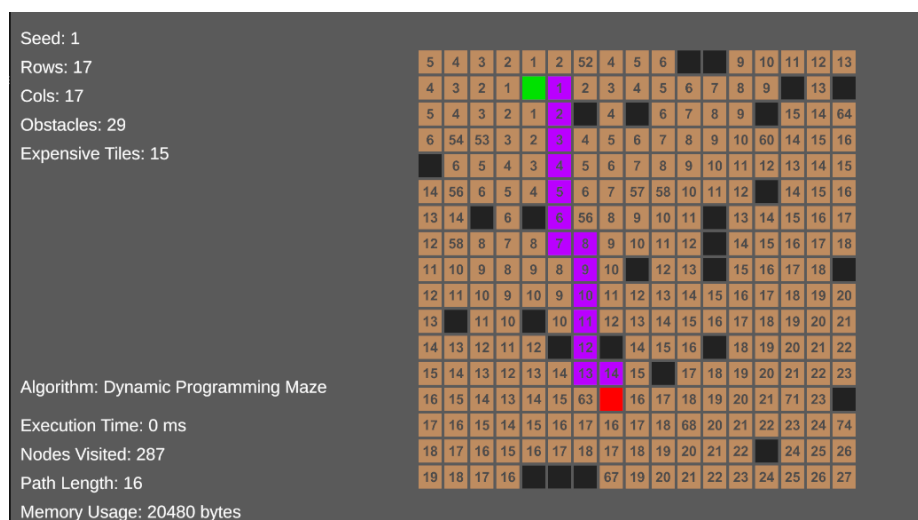 Seed: 1
Rows: 17
Cols: 17
Obstacles: 29
Expensive Tiles: 15
Algorithm: Dynamic Programming Maze
Execution Time: 0 ms
Nodes Visited: 287
Path Length: 16
Memory Usage: 20480 bytes
5 4 3 2 1 2 52 4 5 6 9 10 11 12 13
4 3 2 1 1 2 3 4 5 6 7 8 9 13
5 4 3 2 1 2 4 6 7 8 9 15 14 64
6 54 53 3 2 3 4 5 6 7 8 9 10 60 14 15 16
6 5 4 3 4 5 6 7 8 9 10 11 12 13 14 15
14 56 6 5 4 5 6 7 57 58 10 11 12 14 15 16
13 14 6 6 56 8 9 10 11 13 14 15 16 17
12 58 8 7 8 7 8 9 10 11 12 14 15 16 17 18
11 10 9 8 9 8 9 10 12 13 15 16 17 18
12 11 10 9 10 9 10 11 12 13 14 15 16 17 18 19 20
13 11 10 10 11 12 13 14 15 16 17 18 19 20 21
14 13 12 11 12 12 14 15 16 18 19 20 21 22
15 14 13 12 13 14 13 14 15 17 18 19 20 21 22 23
16 15 14 13 14 15 63 16 17 18 19 20 21 71 23
17 16 15 14 15 16 17 16 17 18 68 20 21 22 23 24 74
18 17 16 15 16 17 18 17 18 19 20 21 22 24 25 26
19 18 17 16 67 19 20 21 22 23 24 25 26 27